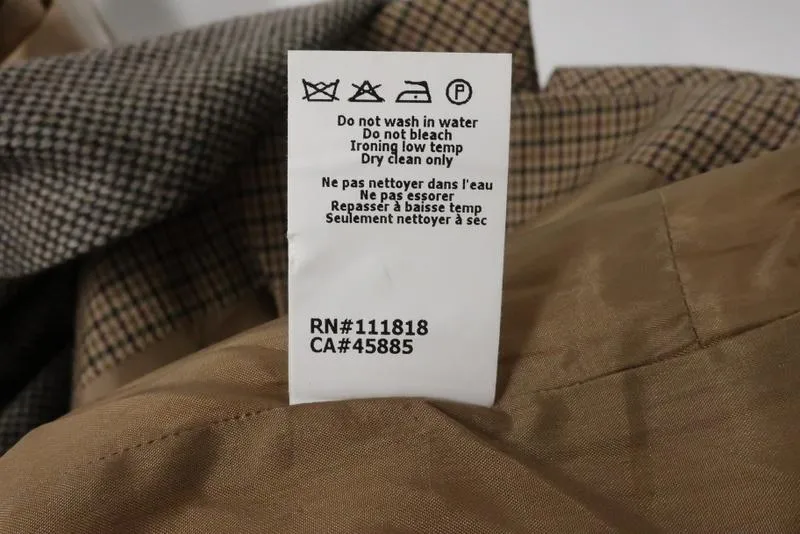 P
Do not wash in water
Do not bleach
Ironing low temp
Dry clean only
Ne pas nettoyer dans l'eau
Ne pas essorer
Repasser à baisse temp
Seulement nettoyer à sec
RN#111818
CA#45885